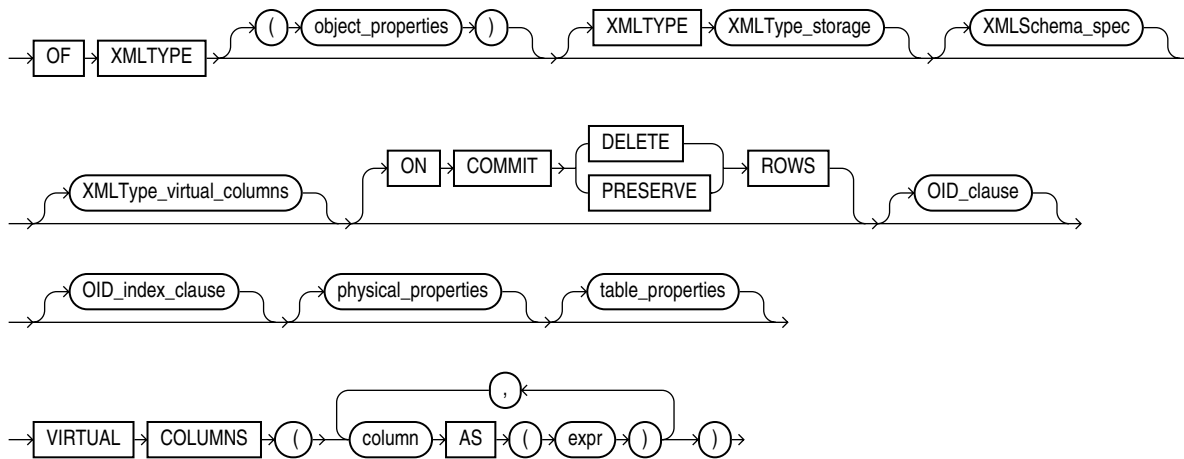 ( object_properties ) XMLTYPE XMLType_storage XMLSchema_spec
OF XMLTYPE
DELETE
ON COMMIT ROWS
XMLType_virtual_columns PRESERVE OID_clause
OID_index_clause physical_properties table_properties
,
VIRTUAL COLUMNS ( column AS ( expr ) )